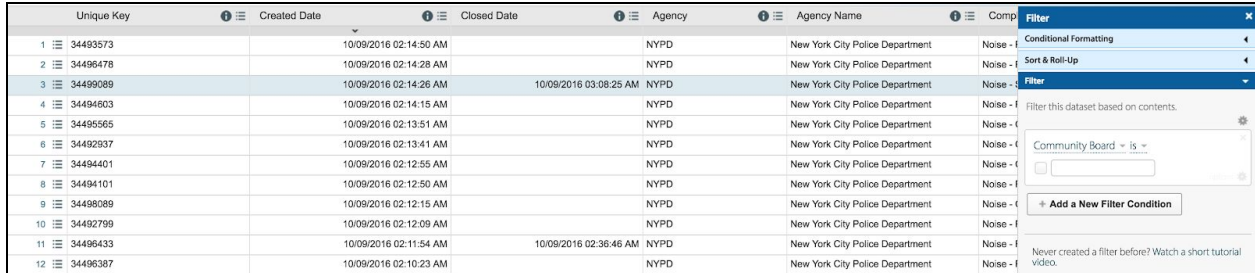 Unique Key Created Date Closed Date Agency Agency Name Comp
1 34493573 10/09/2016 02:14:50 AM NYPD New York City Police Department Noise -
2 34496478 10/09/2016 02:14:28 AM NYPD New York City Police Department Noise -
3 34499089 10/09/2016 02:14:26 AM 10/09/2016 03:08:25 AM NYPD New York City Police Department Noise -
4 34494603 10/09/2016 02:14:15 AM NYPD New York City Police Department Noise -
5 34495565 10/09/2016 02:13:51 AM NYPD New York City Police Department Noise -
6 34492937 10/09/2016 02:13:41 AM NYPD New York City Police Department Noise -
7 34494401 10/09/2016 02:12:55 AM NYPD New York City Police Department Noise -
8 34494101 10/09/2016 02:12:50 AM NYPD New York City Police Department Noise -
9 34498089 10/09/2016 02:12:15 AM NYPD New York City Police Department Noise -
10 34492799 10/09/2016 02:12:09 AM NYPD New York City Police Department Noise -
11 34496433 10/09/2016 02:11:54 AM 10/09/2016 02:36:46 AM NYPD New York City Police Department Noise -
12 34496387 10/09/2016 02:10:23 AM NYPD New York City Police Department Noise -
Filter
Conditional Formatting
Sort & Roll-Up
Filter
Filter this dataset based on contents.
Community Board is
+ Add a New Filter Condition
Never created a filter before? Watch a short tutorial
video.